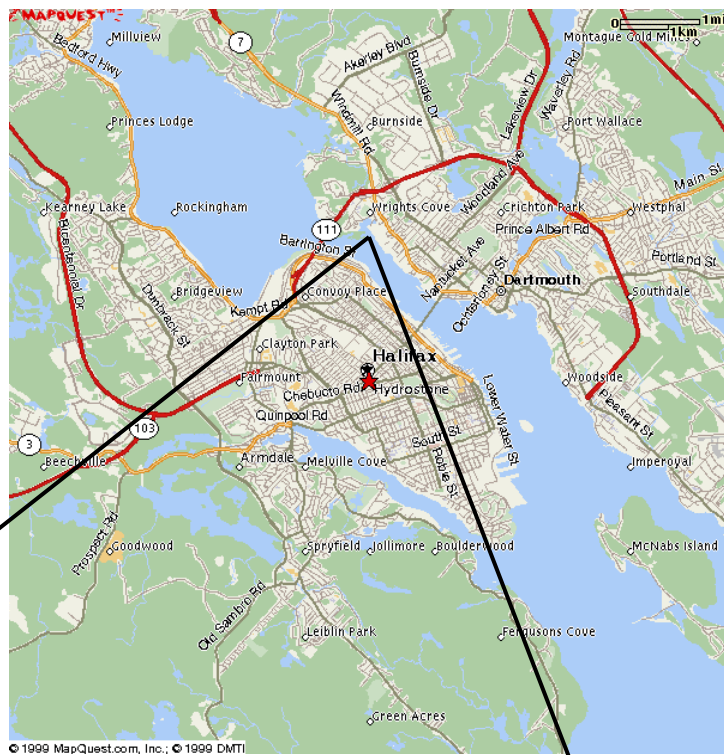 MAPQUEST™
Millview
Bedford Hwy
7
Akerley Blvd
Burnside Dr
Windmill Rd
0 1mi
1km
Montague Gold Mines
Waverley Rd
Lakeview Dr
Princes Lodge
Burnside
Port Wallace
Woodland Ave
Main St
Kearney Lake
Rockingham
Wrights Cove
Crichton Park
Westphal
111
Prince Albert Rd
Barrington St
Bicentennial Dr
Nantucket Ave
Portland St
Dartmouth
Bridgeview
Convoy Place
Southdale
Kempt Rd
Dunbrack St
Ochterloney St
Clayton Park
Halifax
Fairmount
Chebucto Rd
Hydrostone
Woodside
Lower Water St
Pleasant St
Quinpool Rd
103
South St
3
Beechville
Armdale
Melville Cove
Robie St
Imperoyal
Prospect Rd
Goodwood
Spryfield
Jollimore
Boulderwood
McNabs Island
Old Sambro Rd
Leiblin Park
Fergusons Cove
Green Acres
© 1999 MapQuest.com, Inc.; © 1999 DMTI